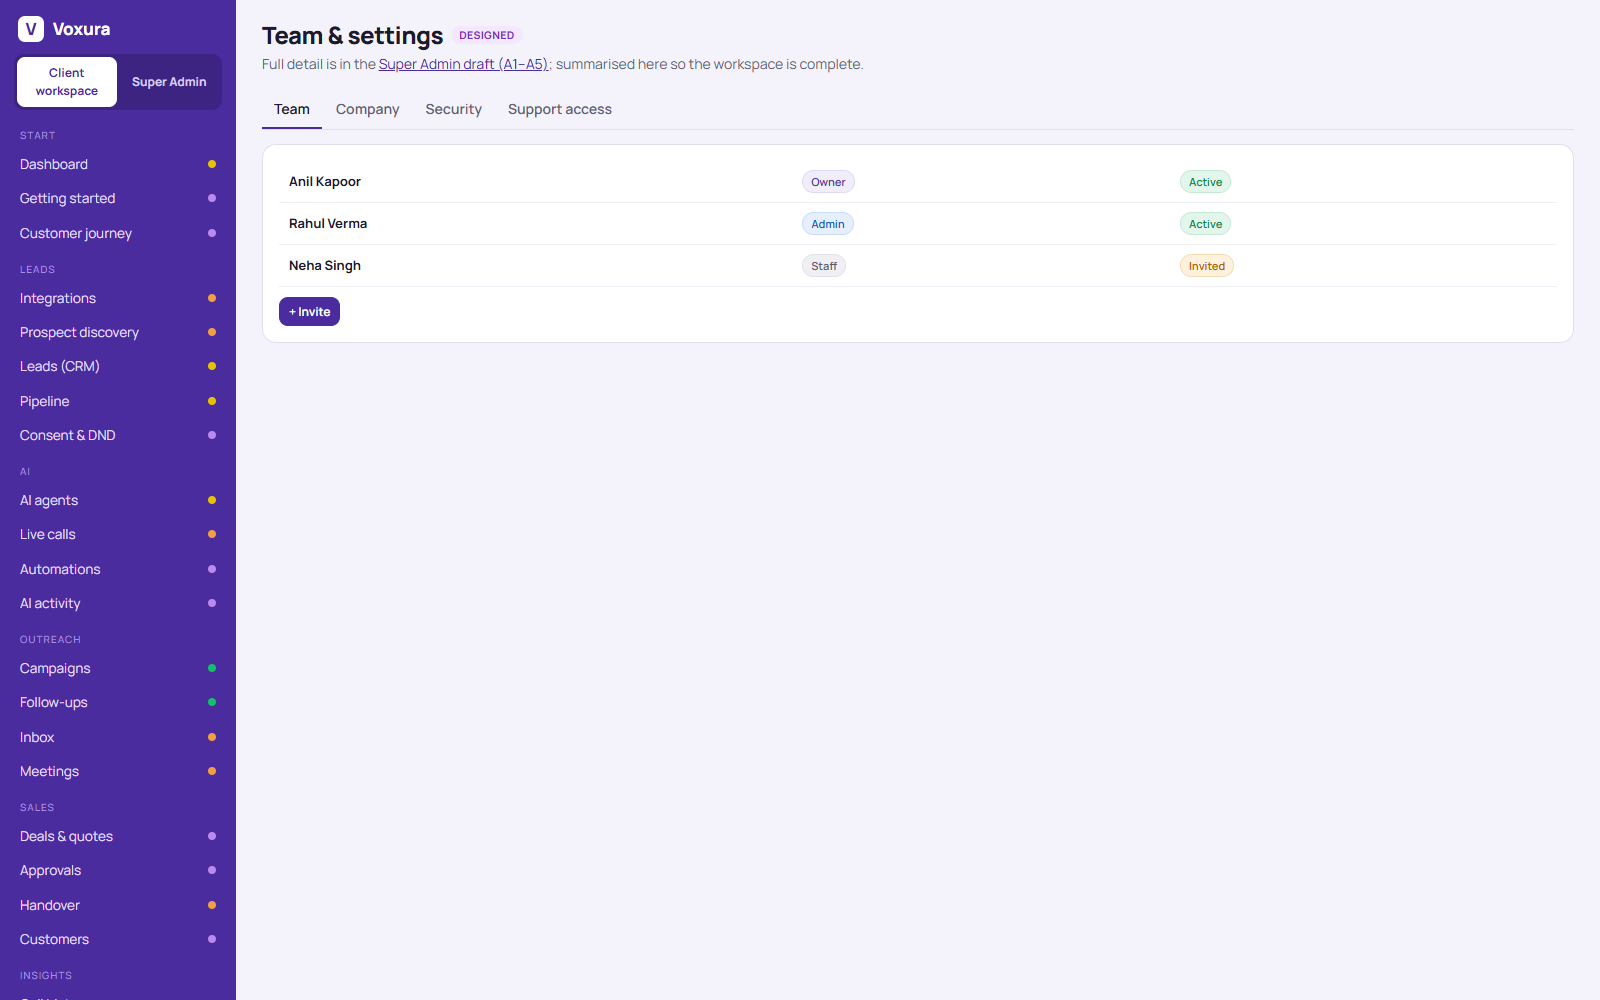 V Voxura
Client workspace
Super Admin
START
Dashboard
Getting started
Customer journey
LEADS
Integrations
Prospect discovery
Leads (CRM)
Pipeline
Consent & DND
AI
AI agents
Live calls
Automations
AI activity
OUTREACH
Campaigns
Follow-ups
Inbox
Meetings
SALES
Deals & quotes
Approvals
Handover
Customers
INSIGHTS
Team & settings DESIGNED
Full detail is in the Super Admin draft (A1–A5); summarised here so the workspace is complete.
Team Company Security Support access
Anil Kapoor Owner Active
Rahul Verma Admin Active
Neha Singh Staff Invited
+ Invite